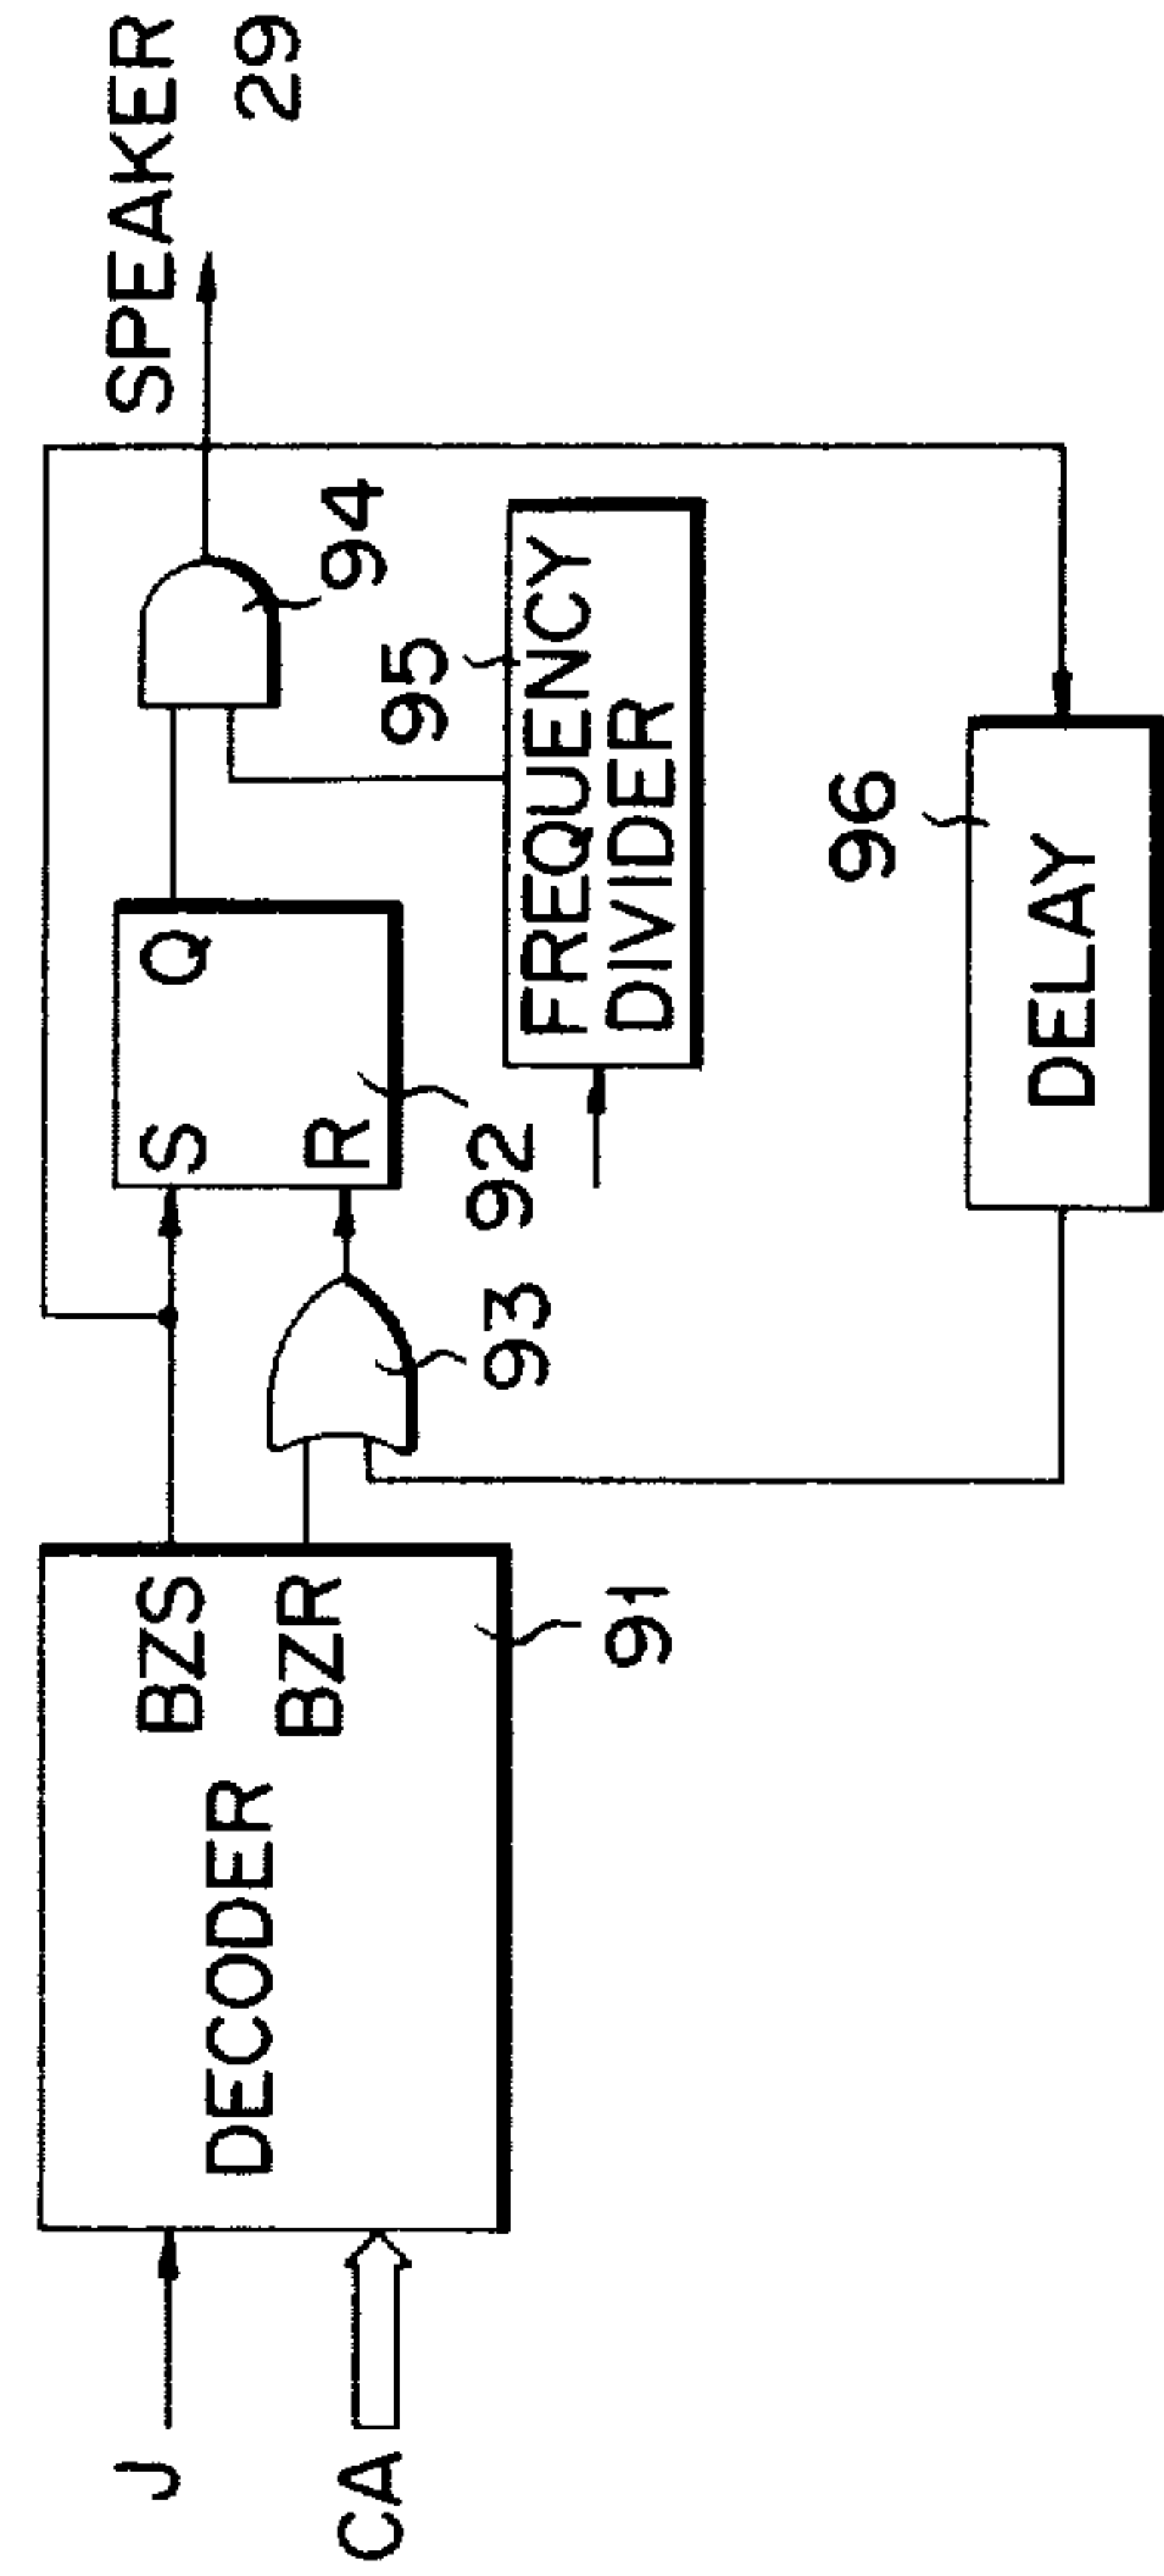 J
CA
DECODER
BZS
BZR
91
S
Q
R
92
93
94
SPEAKER
29
95
FREQUENCY
DIVIDER
96
DELAY